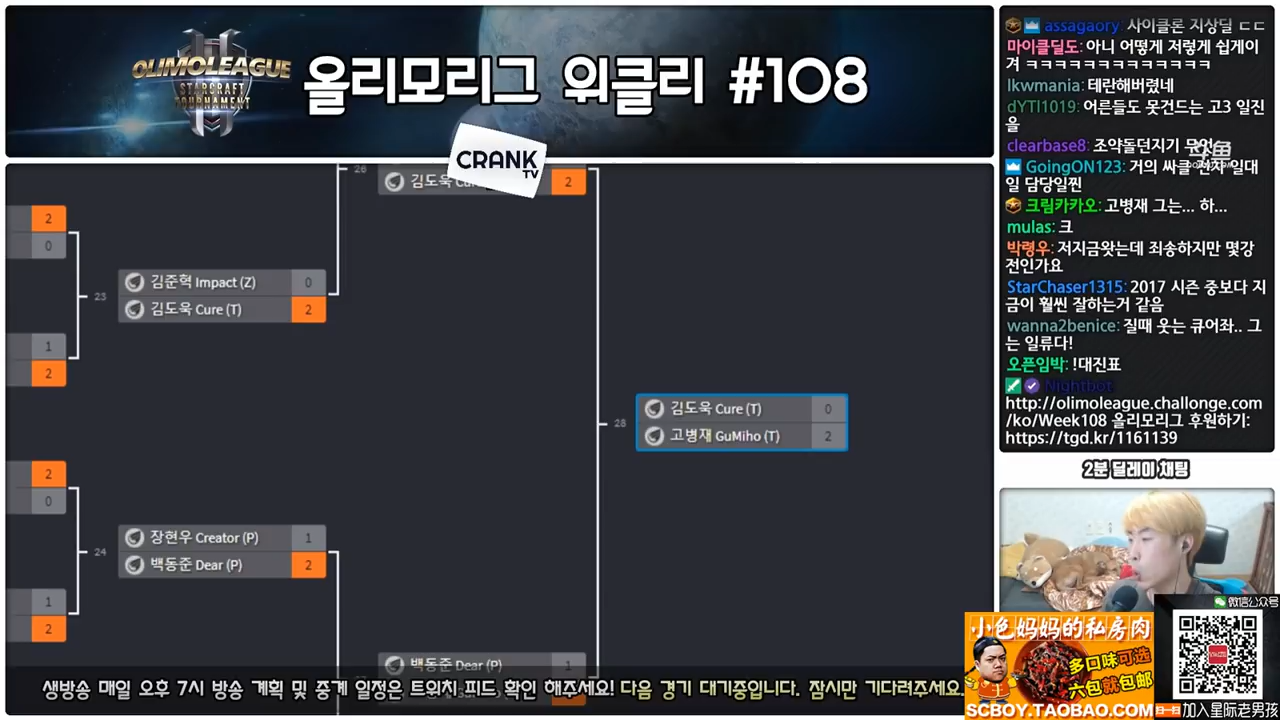 OLIMOLEAGUE
STARCRAFT
TOURNAMENT
올리모리그 위클리 #108
CRANK
TV
26
김도욱
2
2
0
김준혁 Impact (Z) 0
23
김도욱 Cure (T) 2
1
2
김도욱 Cure (T) 0
28
고병재 GuMiho (T) 2
2
0
장현우 Creator (P) 1
24
백동준 Dear (P) 2
1
2
백동준 Dear (P) 1
생방송 매일 오후 7시 방송 계획 및 중계 일정은 트위치 피드 확인 해주세요! 다음 경기 대기중입니다. 잠시만 기다려주세요.
assagaory: 사이클론 지상딜 ㄷㄷ
마이클딜도: 아니 어떻게 저렇게 쉽게이
겨 ㅋㅋㅋㅋㅋㅋㅋㅋㅋㅋㅋㅋㅋ
lkwmania: 테란해버렸네
dYTI1019: 어른들도 못건드는 고3 일진
을
clearbase8: 조약돌던지기
GoingON123: 거의 싸클 전차 일대
일 담당일찐
크림카카오: 고병재 그는... 하...
mulas: 크
박령우: 저지금왓는데 죄송하지만 몇강
전인가요
StarChaser1315: 2017 시즌 중보다 지
금이 훨씬 잘하는거 같음
wanna2benice: 질때 웃는 큐어좌.. 그
는 일류다!
오픈임박: !대진표
Nightbot:
http://olimoleague.challonge.com
/ko/Week108 올리모리그 후원하기:
https://tgd.kr/1161139
2분 딜레이 채팅
微信公众号
小色妈妈的私房肉
多口味可选
六包就包邮
SCBOY.TAOBAO.COM
扫一扫 加入星际老男孩